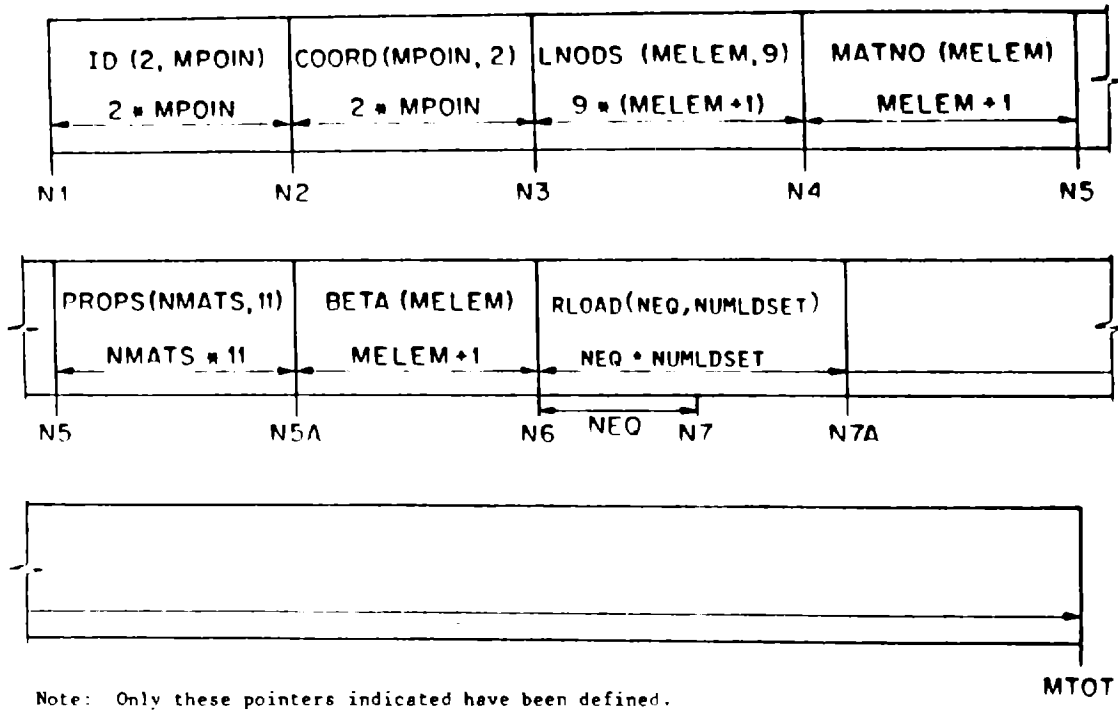 ID (2, MPOIN) COORD (MPOIN, 2) LNODS (MELEM, 9) MATNO (MELEM)
2 * MPOIN 2 * MPOIN 9 * (MELEM +1) MELEM +1
N1 N2 N3 N4 N5
PROPS(NMATS, 11) BETA (MELEM) RLOAD(NEQ, NUMLDSET)
NMATS * 11 MELEM +1 NEQ * NUMLDSET
N5 N5A N6 NEQ N7 N7A
MTOT
Note: Only these pointers indicated have been defined.